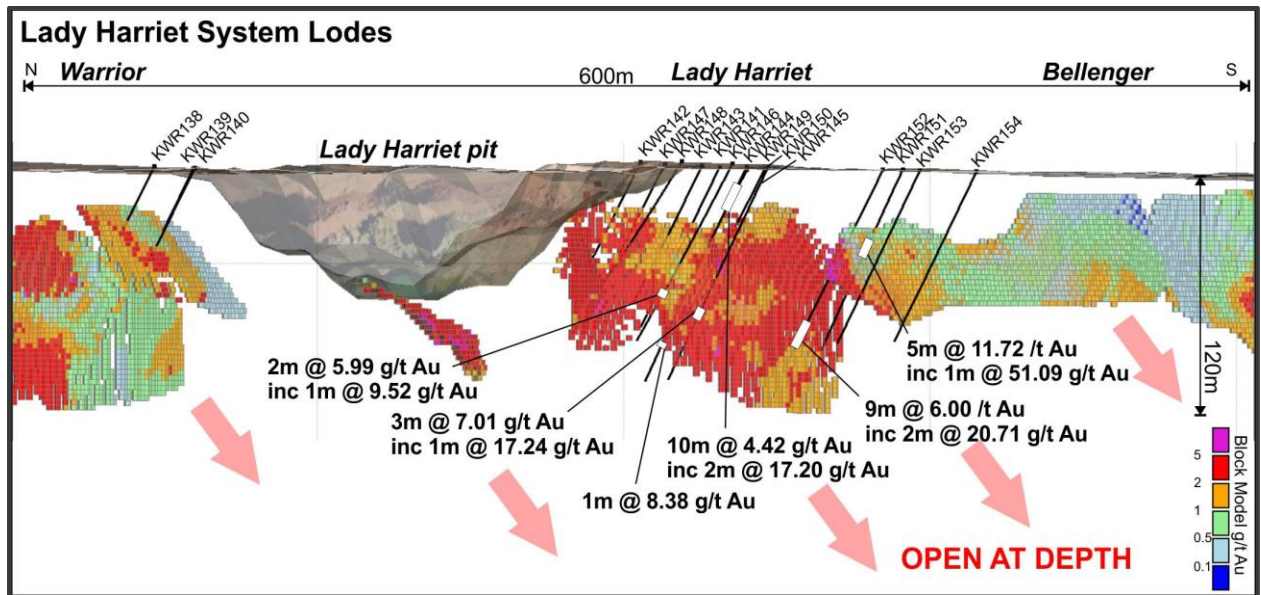 Lady Harriet System Lodes
N
Warrior
600m
Lady Harriet
Bellenger
S
KWR138
KWR139
KWR140
KWR142
KWR147
KWR148
KWR143
KWR141
KWR146
KWR144
KWR149
KWR150
KWR145
KWR152
KWR151
KWR153
KWR154
Lady Harriet pit
120m
2m @ 5.99 g/t Au
inc 1m @ 9.52 g/t Au
3m @ 7.01 g/t Au
inc 1m @ 17.24 g/t Au
10m @ 4.42 g/t Au
inc 2m @ 17.20 g/t Au
1m @ 8.38 g/t Au
5m @ 11.72 /t Au
inc 1m @ 51.09 g/t Au
9m @ 6.00 /t Au
inc 2m @ 20.71 g/t Au
OPEN AT DEPTH
Block Model g/t Au
5
2
1
0.5
0.1